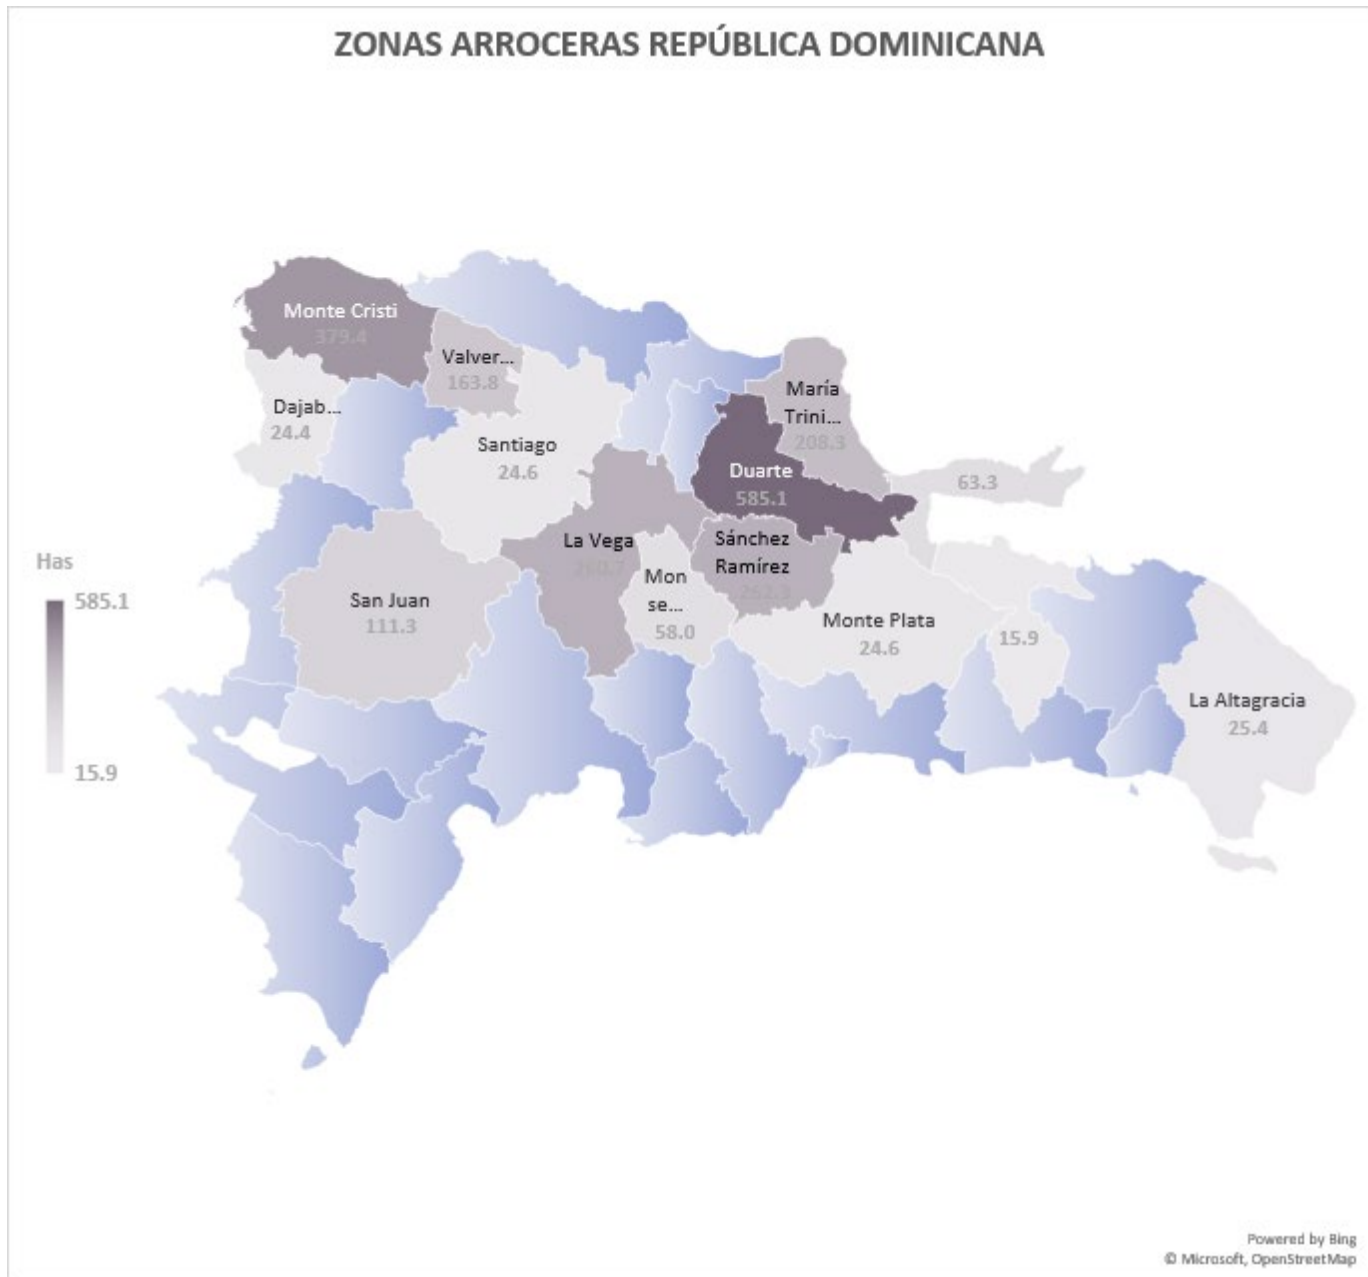 ZONAS ARROCERAS REPÚBLICA DOMINICANA
Monte Cristi
379.4
Valver...
163.8
Dajab...
24.4
Santiago
24.6
María
Trini...
208.3
Duarte
585.1
63.3
La Vega
Sánchez
Ramírez
Mon
se...
58.0
San Juan
111.3
Monte Plata
24.6
15.9
La Altagracia
25.4
Has
585.1
15.9
Powered by Bing
© Microsoft, OpenStreetMap